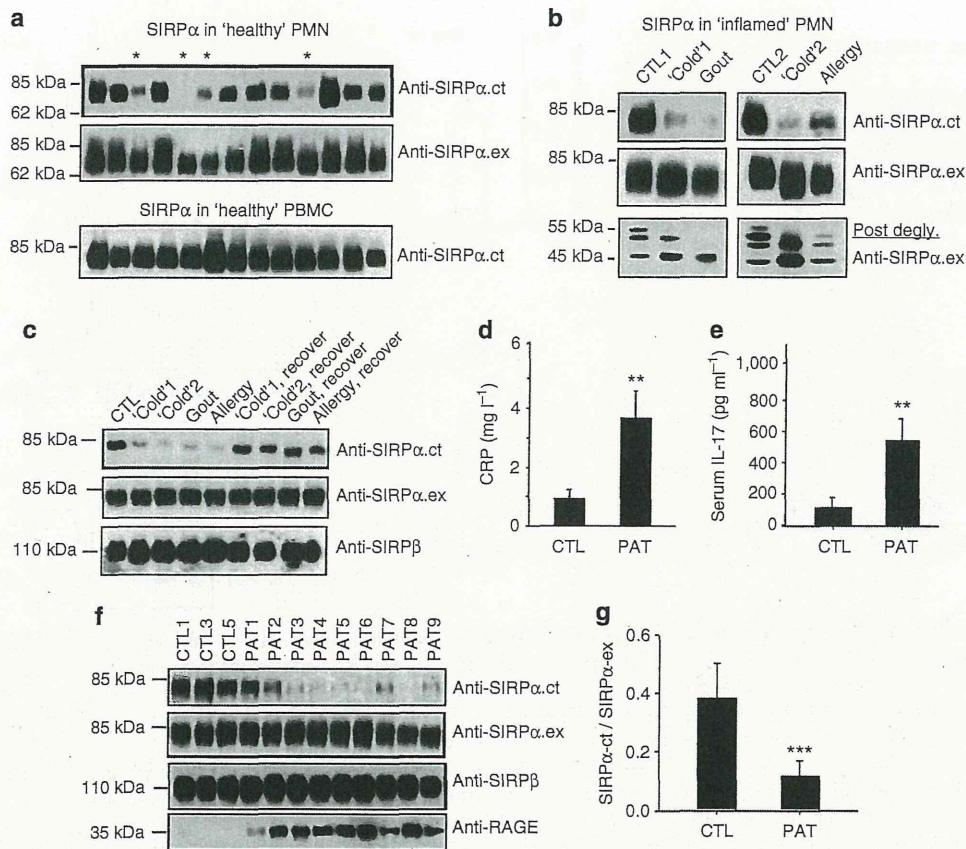 a
SIRPα in 'healthy' PMN
* * * *
85 kDa
62 kDa
Anti-SIRPα.ct
85 kDa
62 kDa
Anti-SIRPα.ex
SIRPα in 'healthy' PBMC
85 kDa
Anti-SIRPα.ct
b
SIRPα in 'inflamed' PMN
CTL1 'Cold'1 Gout CTL2 'Cold'2 Allergy
85 kDa
Anti-SIRPα.ct
85 kDa
Anti-SIRPα.ex
55 kDa
45 kDa
Post degly.
Anti-SIRPα.ex
c
CTL 'Cold'1 'Cold'2 Gout Allergy 'Cold'1, recover 'Cold'2, recover Gout, recover Allergy, recover
85 kDa
Anti-SIRPα.ct
85 kDa
Anti-SIRPα.ex
110 kDa
Anti-SIRPβ
d
CRP (mg l⁻¹)
6
4
2
0
**
CTL PAT
e
Serum IL-17 (pg ml⁻¹)
1,000
800
600
400
200
0
**
CTL PAT
f
CTL1 CTL3 CTL5 PAT1 PAT2 PAT3 PAT4 PAT5 PAT6 PAT7 PAT8 PAT9
85 kDa
Anti-SIRPα.ct
85 kDa
Anti-SIRPα.ex
110 kDa
Anti-SIRPβ
35 kDa
Anti-RAGE
g
SIRPα-ct / SIRPα-ex
0.6
0.4
0.2
0.0
***
CTL PAT